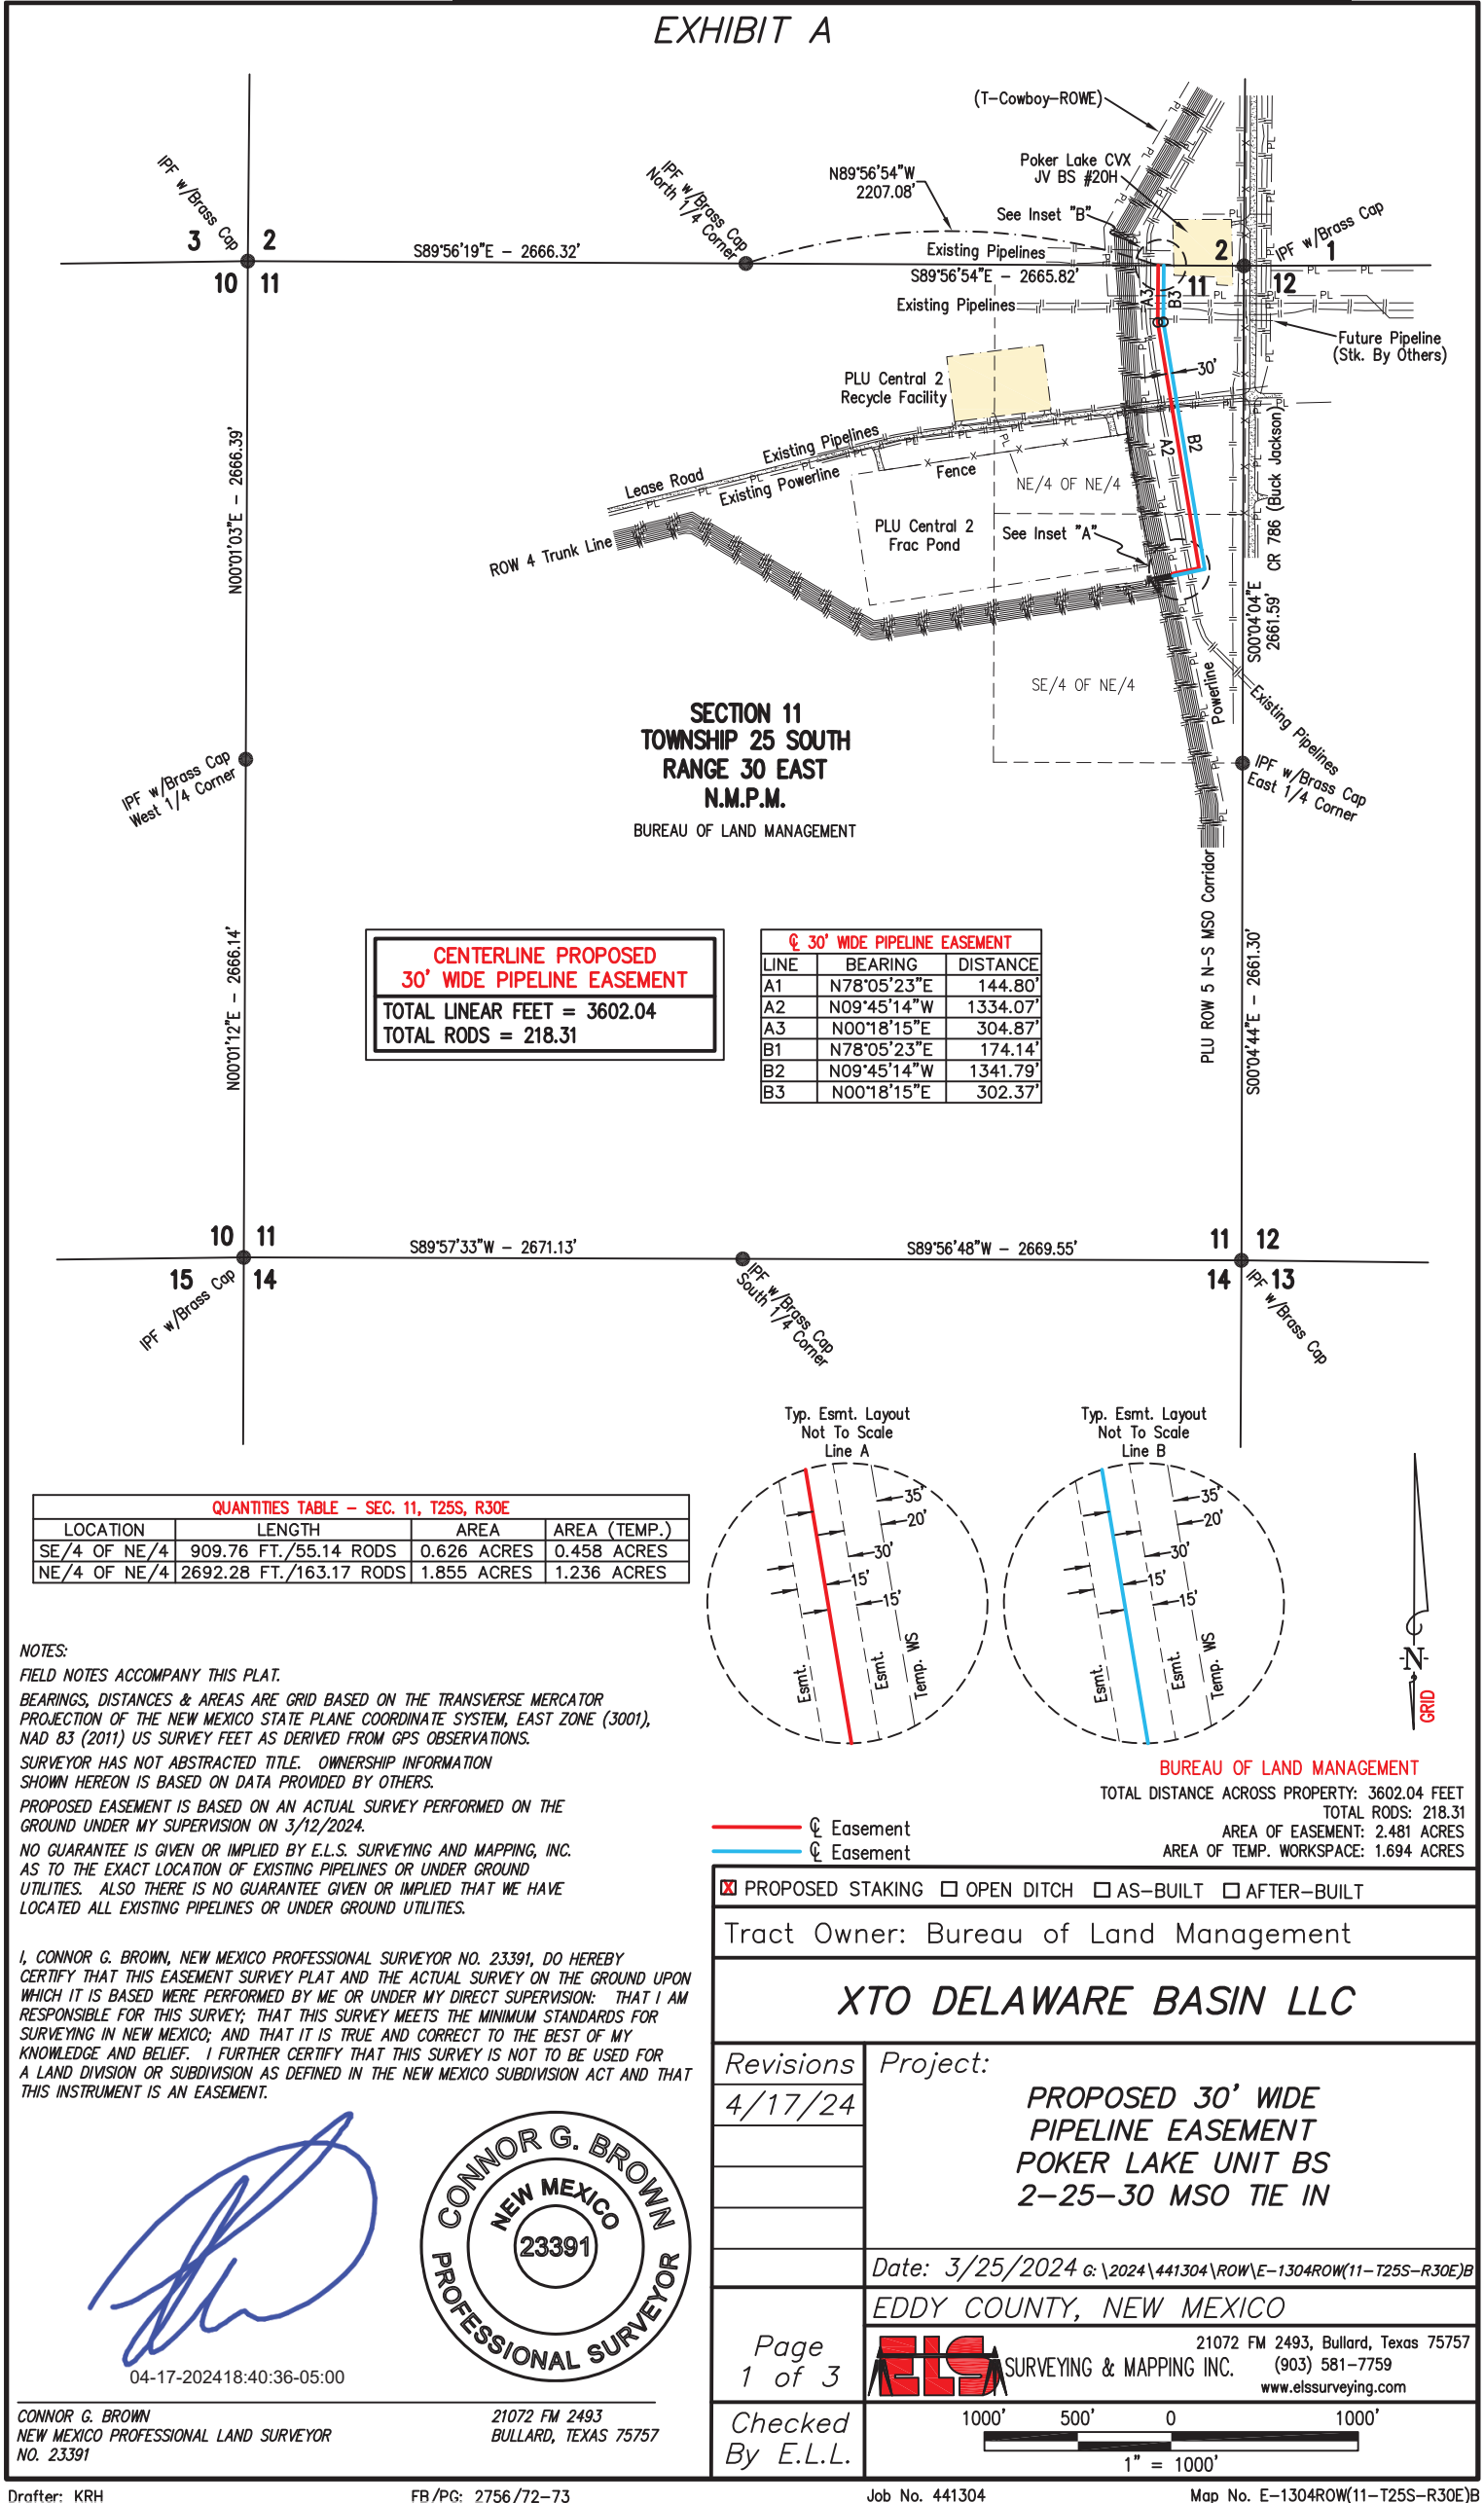 EXHIBIT A
(T-Cowboy-ROWE)
Poker Lake CVX
JV BS #20H
N89°56'54"W
2207.08'
See Inset "B"
IPF w/Brass Cap
IPF w/Brass Cap
North 1/4 Corner
IPF w/Brass Cap
3 2
10 11
S89°56'19"E - 2666.32'
Existing Pipelines
S89°56'54"E - 2665.82'
2 1
11 12
Existing Pipelines
A3
B3
Future Pipeline
(Stk. By Others)
30'
PLU Central 2
Recycle Facility
A2
B2
Existing Pipelines
Lease Road
Existing Powerline
Fence
NE/4 OF NE/4
PLU Central 2
Frac Pond
See Inset "A"
CR 786 (Buck Jackson)
ROW 4 Trunk Line
N00°01'03"E - 2666.39'
S00°04'04"E
2661.59'
SE/4 OF NE/4
Powerline
Existing Pipelines
SECTION 11
TOWNSHIP 25 SOUTH
RANGE 30 EAST
N.M.P.M.
BUREAU OF LAND MANAGEMENT
IPF w/Brass Cap
West 1/4 Corner
IPF w/Brass Cap
East 1/4 Corner
PLU ROW 5 N-S MSO Corridor
N00°01'12"E - 2666.14'
S00°04'44"E - 2661.30'
CENTERLINE PROPOSED
30' WIDE PIPELINE EASEMENT
TOTAL LINEAR FEET = 3602.04
TOTAL RODS = 218.31
℄ 30' WIDE PIPELINE EASEMENT
LINE BEARING DISTANCE
A1 N78°05'23"E 144.80'
A2 N09°45'14"W 1334.07'
A3 N00°18'15"E 304.87'
B1 N78°05'23"E 174.14'
B2 N09°45'14"W 1341.79'
B3 N00°18'15"E 302.37'
10 11
15 14
S89°57'33"W - 2671.13'
S89°56'48"W - 2669.55'
11 12
14 13
IPF w/Brass Cap
IPF w/Brass Cap
South 1/4 Corner
IPF w/Brass Cap
Typ. Esmt. Layout
Not To Scale
Line A
35'
20'
30'
15'
15'
Esmt.
Esmt.
Temp. WS
Typ. Esmt. Layout
Not To Scale
Line B
35'
20'
30'
15'
15'
Esmt.
Esmt.
Temp. WS
N
GRID
QUANTITIES TABLE - SEC. 11, T25S, R30E
LOCATION LENGTH AREA AREA (TEMP.)
SE/4 OF NE/4 909.76 FT./55.14 RODS 0.626 ACRES 0.458 ACRES
NE/4 OF NE/4 2692.28 FT./163.17 RODS 1.855 ACRES 1.236 ACRES
NOTES:
FIELD NOTES ACCOMPANY THIS PLAT.
BEARINGS, DISTANCES & AREAS ARE GRID BASED ON THE TRANSVERSE MERCATOR
PROJECTION OF THE NEW MEXICO STATE PLANE COORDINATE SYSTEM, EAST ZONE (3001),
NAD 83 (2011) US SURVEY FEET AS DERIVED FROM GPS OBSERVATIONS.
SURVEYOR HAS NOT ABSTRACTED TITLE. OWNERSHIP INFORMATION
SHOWN HEREON IS BASED ON DATA PROVIDED BY OTHERS.
PROPOSED EASEMENT IS BASED ON AN ACTUAL SURVEY PERFORMED ON THE
GROUND UNDER MY SUPERVISION ON 3/12/2024.
NO GUARANTEE IS GIVEN OR IMPLIED BY E.L.S. SURVEYING AND MAPPING, INC.
AS TO THE EXACT LOCATION OF EXISTING PIPELINES OR UNDER GROUND
UTILITIES. ALSO THERE IS NO GUARANTEE GIVEN OR IMPLIED THAT WE HAVE
LOCATED ALL EXISTING PIPELINES OR UNDER GROUND UTILITIES.
I, CONNOR G. BROWN, NEW MEXICO PROFESSIONAL SURVEYOR NO. 23391, DO HEREBY
CERTIFY THAT THIS EASEMENT SURVEY PLAT AND THE ACTUAL SURVEY ON THE GROUND UPON
WHICH IT IS BASED WERE PERFORMED BY ME OR UNDER MY DIRECT SUPERVISION: THAT I AM
RESPONSIBLE FOR THIS SURVEY; THAT THIS SURVEY MEETS THE MINIMUM STANDARDS FOR
SURVEYING IN NEW MEXICO; AND THAT IT IS TRUE AND CORRECT TO THE BEST OF MY
KNOWLEDGE AND BELIEF. I FURTHER CERTIFY THAT THIS SURVEY IS NOT TO BE USED FOR
A LAND DIVISION OR SUBDIVISION AS DEFINED IN THE NEW MEXICO SUBDIVISION ACT AND THAT
THIS INSTRUMENT IS AN EASEMENT.
CONNOR G. BROWN
NEW MEXICO
23391
PROFESSIONAL SURVEYOR
04-17-202418:40:36-05:00
CONNOR G. BROWN
NEW MEXICO PROFESSIONAL LAND SURVEYOR
NO. 23391
21072 FM 2493
BULLARD, TEXAS 75757
BUREAU OF LAND MANAGEMENT
TOTAL DISTANCE ACROSS PROPERTY: 3602.04 FEET
TOTAL RODS: 218.31
AREA OF EASEMENT: 2.481 ACRES
AREA OF TEMP. WORKSPACE: 1.694 ACRES
℄ Easement
℄ Easement
☒ PROPOSED STAKING ☐ OPEN DITCH ☐ AS-BUILT ☐ AFTER-BUILT
Tract Owner: Bureau of Land Management
XTO DELAWARE BASIN LLC
Revisions
4/17/24
Project:
PROPOSED 30' WIDE
PIPELINE EASEMENT
POKER LAKE UNIT BS
2-25-30 MSO TIE IN
Date: 3/25/2024 G:\2024\441304\ROW\E-1304ROW(11-T25S-R30E)B
EDDY COUNTY, NEW MEXICO
Page
1 of 3
ELS
SURVEYING & MAPPING INC.
21072 FM 2493, Bullard, Texas 75757
(903) 581-7759
www.elssurveying.com
Checked
By E.L.L.
1000' 500' 0 1000'
1" = 1000'
Drafter: KRH FB/PG: 2756/72-73 Job No. 441304 Map No. E-1304ROW(11-T25S-R30E)B